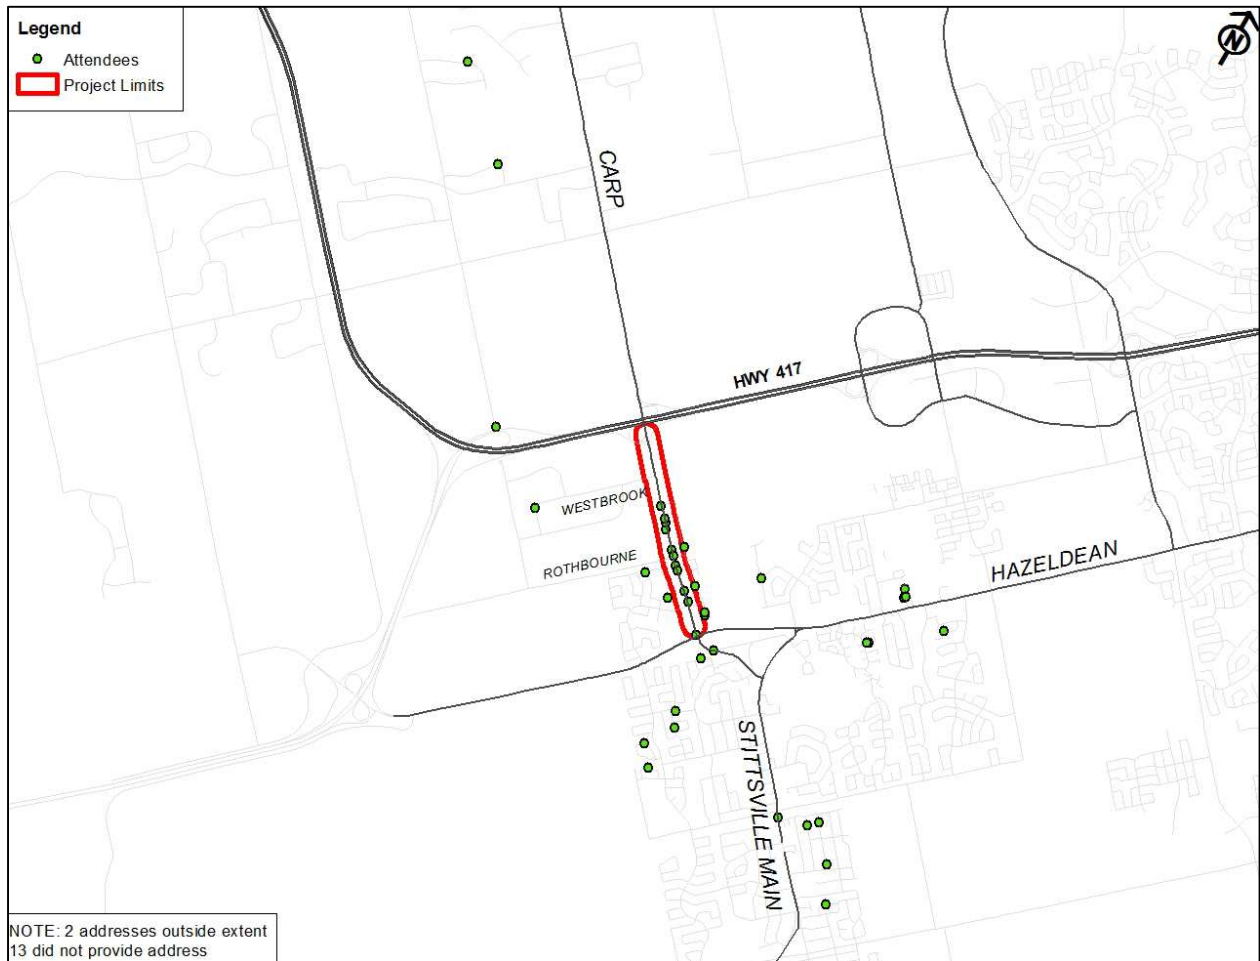 Legend
Attendees
Project Limits
N
CARP
HWY 417
WESTBROOK
ROTHBOURNE
HAZELDEAN
STITTSVILLE MAIN
NOTE: 2 addresses outside extent
13 did not provide address